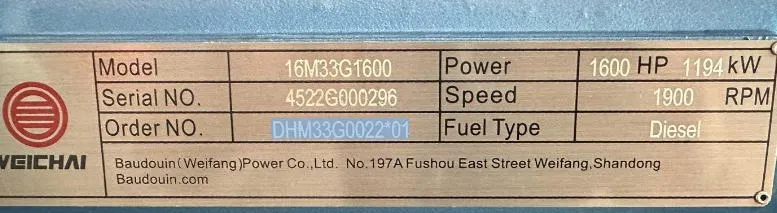 Model 16M33G1600 Power 1600 HP 1194 kW
Serial NO. 4522G000296 Speed 1900 RPM
Order NO. DHM33G0022*01 Fuel Type Diesel
WEICHAI
Baudouin(Weifang)Power Co.,Ltd. No.197A Fushou East Street Weifang,Shandong
Baudouin.com